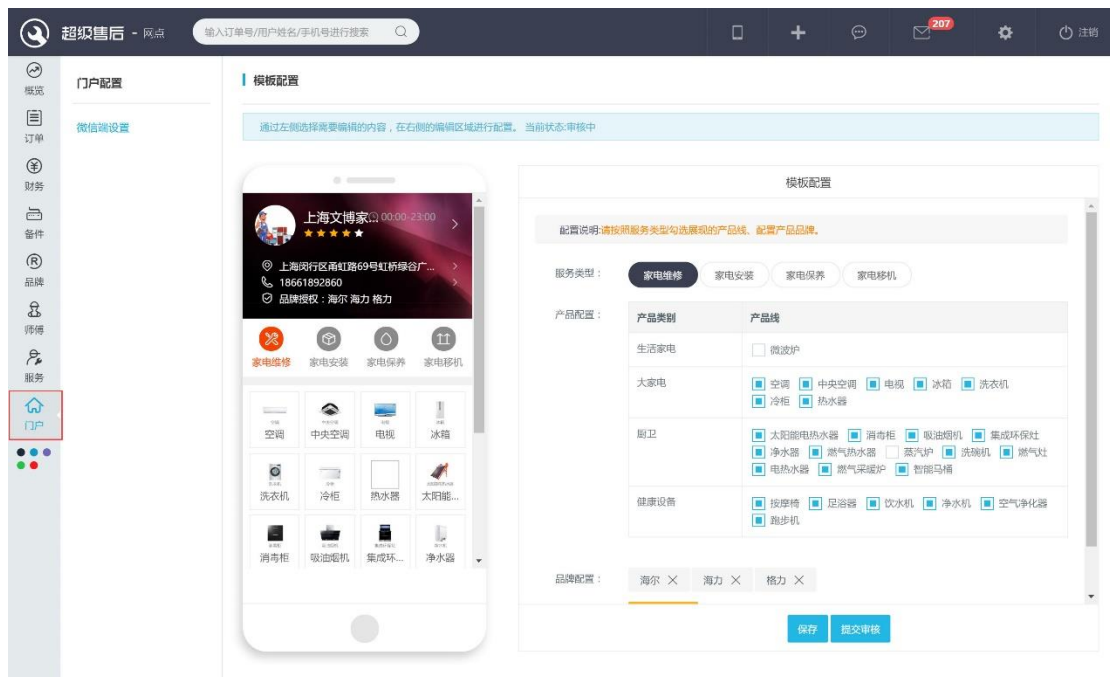 超级售后 - 网点
输入订单号/用户姓名/手机号进行搜索
207
注销
概览
订单
财务
备件
品牌
师傅
服务
门户
门户配置
微信端设置
模板配置
通过左侧选择需要编辑的内容，在右侧的编辑区域进行配置。 当前状态:审核中
上海文博家... 00:00-23:00
上海闵行区甬虹路69号虹桥绿谷广...
18661892860
品牌授权：海尔 海力 格力
家电维修 家电安装 家电保养 家电移机
空调 中央空调 电视 冰箱
洗衣机 冷柜 热水器 太阳能...
消毒柜 吸油烟机 集成环... 净水器
模板配置
配置说明:请按照服务类型勾选展现的产品线、配置产品品牌。
服务类型： 家电维修 家电安装 家电保养 家电移机
产品配置： 产品类别 产品线
生活家电 微波炉
大家电 空调 中央空调 电视 冰箱 洗衣机
冷柜 热水器
厨卫 太阳能电热水器 消毒柜 吸油烟机 集成环保灶
净水器 燃气热水器 蒸汽炉 洗碗机 燃气灶
电热水器 燃气采暖炉 智能马桶
健康设备 按摩椅 足浴器 饮水机 净水机 空气净化器
跑步机
品牌配置： 海尔 海力 格力
保存 提交审核